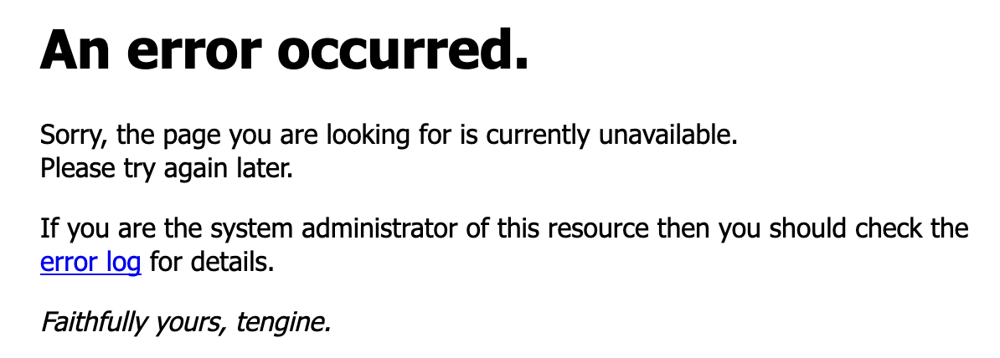 An error occurred.
Sorry, the page you are looking for is currently unavailable.
Please try again later.
If you are the system administrator of this resource then you should check the
error log for details.
Faithfully yours, tengine.